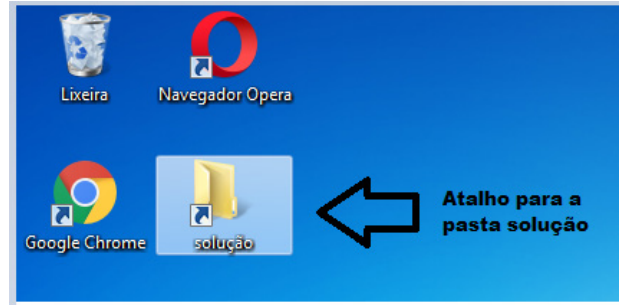 Lixeira
Navegador Opera
Google Chrome
solução
Atalho para a
pasta solução